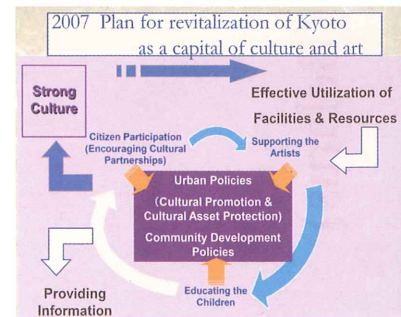 2007 Plan for revitalization of Kyoto
as a capital of culture and art
Strong
Culture
Effective Utilization of
Facilities & Resources
Citizen Participation
(Encouraging Cultural
Partnerships)
Supporting the
Artists
Urban Policies
(Cultural Promotion &
Cultural Asset Protection)
Community Development
Policies
Educating the
Children
Providing
Information